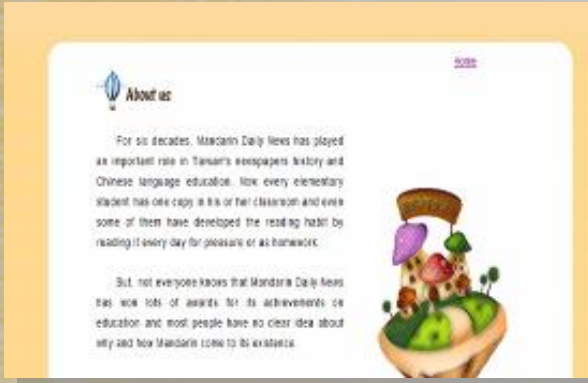 Home
About us
For six decades, Mandarin Daily News has played
an important role in Taiwan's newspapers history and
Chinese language education. Now every elementary
student has one copy in his or her classroom and even
some of them have developed the reading habit by
reading it every day for pleasure or as homework.
But, not everyone knows that Mandarin Daily News
has won lots of awards for its achievements on
education and most people have no clear idea about
why and how Mandarin come to its existence.